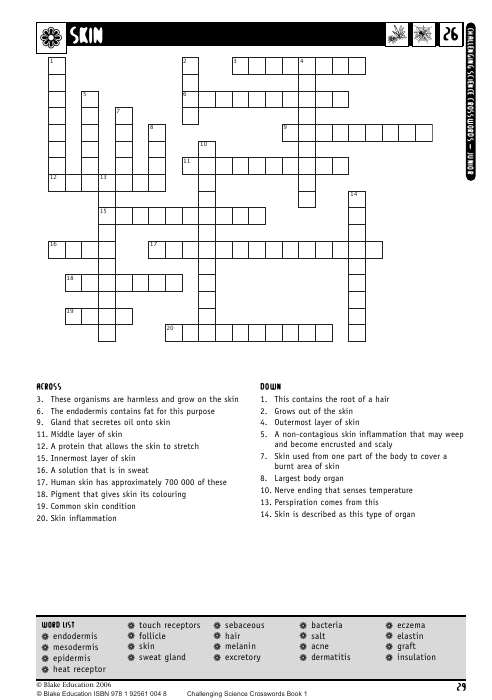 SKIN
26
CHALLENGING SCIENCE CROSSWORDS – JUNIOR
1
2
3
4
5
6
7
8
9
10
11
12
13
14
15
16
17
18
19
20
ACROSS
3. These organisms are harmless and grow on the skin
6. The endodermis contains fat for this purpose
9. Gland that secretes oil onto skin
11. Middle layer of skin
12. A protein that allows the skin to stretch
15. Innermost layer of skin
16. A solution that is in sweat
17. Human skin has approximately 700 000 of these
18. Pigment that gives skin its colouring
19. Common skin condition
20. Skin inflammation
DOWN
1. This contains the root of a hair
2. Grows out of the skin
4. Outermost layer of skin
5. A non-contagious skin inflammation that may weep
and become encrusted and scaly
7. Skin used from one part of the body to cover a
burnt area of skin
8. Largest body organ
10. Nerve ending that senses temperature
13. Perspiration comes from this
14. Skin is described as this type of organ
WORD LIST
endodermis
mesodermis
epidermis
heat receptor
touch receptors
follicle
skin
sweat gland
sebaceous
hair
melanin
excretory
bacteria
salt
acne
dermatitis
eczema
elastin
graft
insulation
© Blake Education 2006
29
© Blake Education ISBN 978 1 92561 004 8 Challenging Science Crosswords Book 1